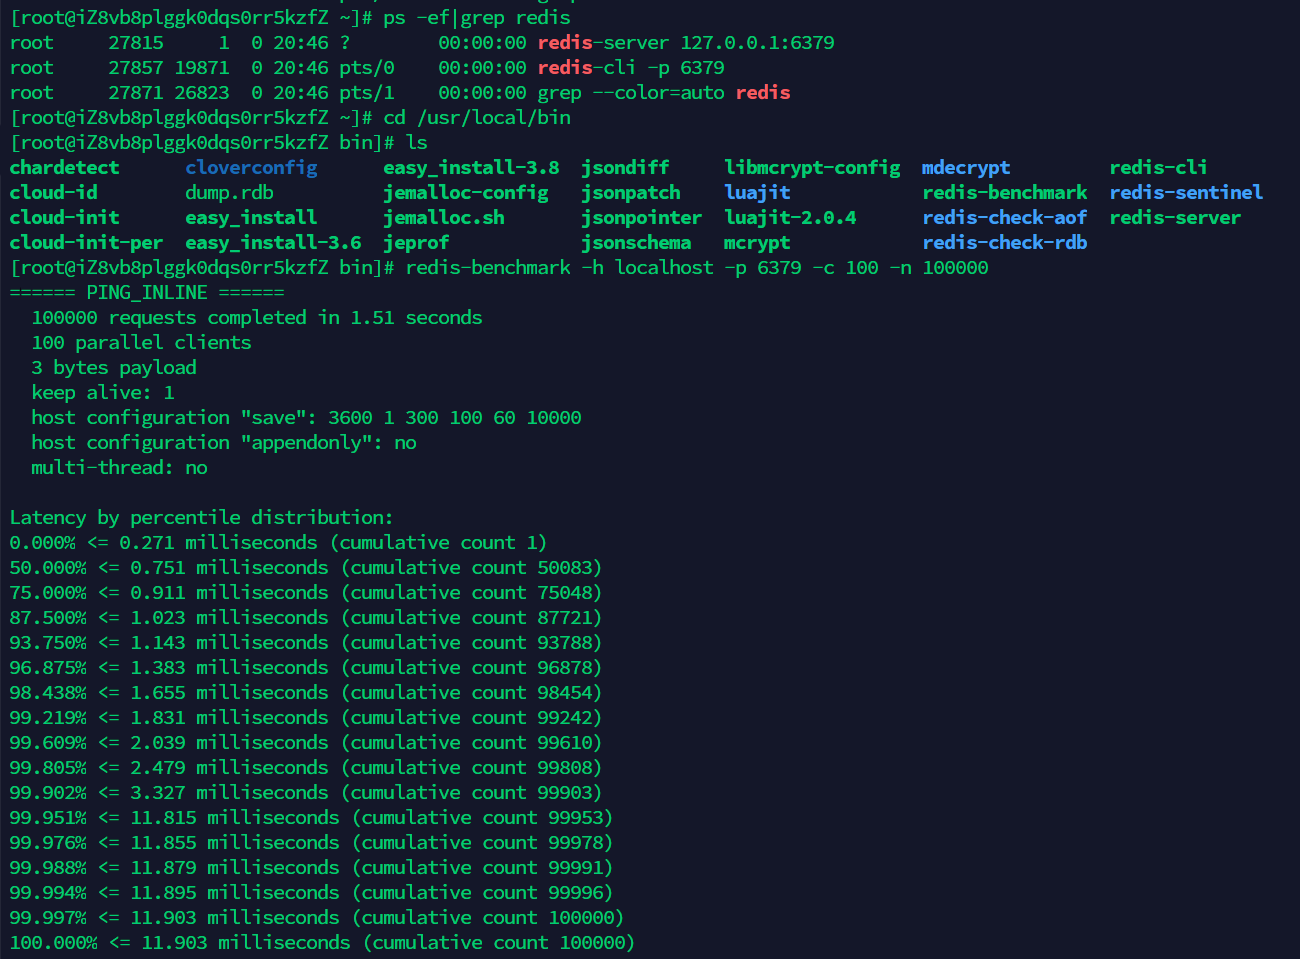 [root@iZ8vb8plggk0dqs0rr5kzfZ ~]# ps -ef|grep redis
root     27815     1  0 20:46 ?        00:00:00 redis-server 127.0.0.1:6379
root     27857 19871  0 20:46 pts/0    00:00:00 redis-cli -p 6379
root     27871 26823  0 20:46 pts/1    00:00:00 grep --color=auto redis
[root@iZ8vb8plggk0dqs0rr5kzfZ ~]# cd /usr/local/bin
[root@iZ8vb8plggk0dqs0rr5kzfZ bin]# ls
chardetect      cloverconfig      easy_install-3.8  jsondiff     libmcrypt-config  mdecrypt         redis-cli
cloud-id        dump.rdb          jemalloc-config   jsonpatch    luajit            redis-benchmark  redis-sentinel
cloud-init      easy_install      jemalloc.sh       jsonpointer  luajit-2.0.4      redis-check-aof  redis-server
cloud-init-per  easy_install-3.6  jeprof            jsonschema   mcrypt            redis-check-rdb
[root@iZ8vb8plggk0dqs0rr5kzfZ bin]# redis-benchmark -h localhost -p 6379 -c 100 -n 100000
====== PING_INLINE ======
  100000 requests completed in 1.51 seconds
  100 parallel clients
  3 bytes payload
  keep alive: 1
  host configuration "save": 3600 1 300 100 60 10000
  host configuration "appendonly": no
  multi-thread: no

Latency by percentile distribution:
0.000% <= 0.271 milliseconds (cumulative count 1)
50.000% <= 0.751 milliseconds (cumulative count 50083)
75.000% <= 0.911 milliseconds (cumulative count 75048)
87.500% <= 1.023 milliseconds (cumulative count 87721)
93.750% <= 1.143 milliseconds (cumulative count 93788)
96.875% <= 1.383 milliseconds (cumulative count 96878)
98.438% <= 1.655 milliseconds (cumulative count 98454)
99.219% <= 1.831 milliseconds (cumulative count 99242)
99.609% <= 2.039 milliseconds (cumulative count 99610)
99.805% <= 2.479 milliseconds (cumulative count 99808)
99.902% <= 3.327 milliseconds (cumulative count 99903)
99.951% <= 11.815 milliseconds (cumulative count 99953)
99.976% <= 11.855 milliseconds (cumulative count 99978)
99.988% <= 11.879 milliseconds (cumulative count 99991)
99.994% <= 11.895 milliseconds (cumulative count 99996)
99.997% <= 11.903 milliseconds (cumulative count 100000)
100.000% <= 11.903 milliseconds (cumulative count 100000)